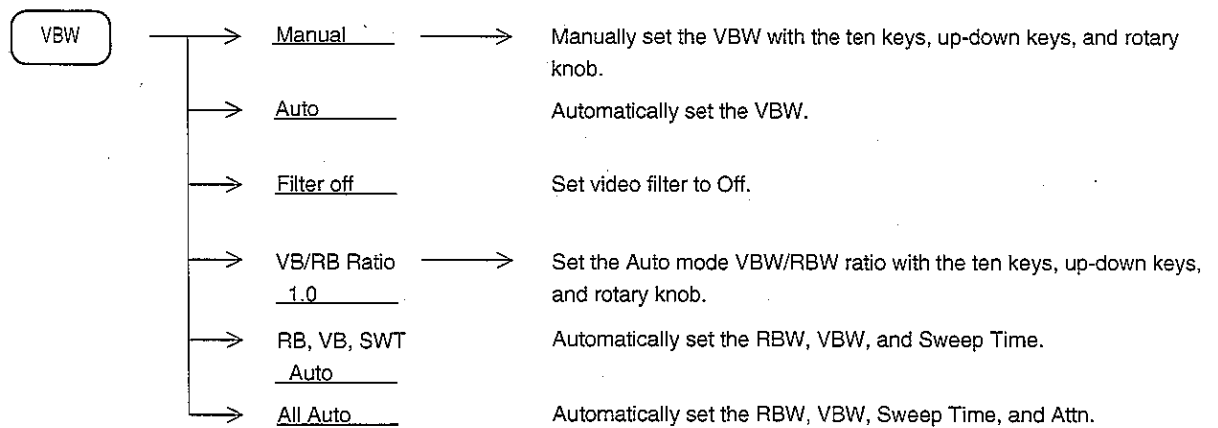 VBW
Manual
Manually set the VBW with the ten keys, up-down keys, and rotary
knob.
Auto
Automatically set the VBW.
Filter off
Set video filter to Off.
VB/RB Ratio
1.0
Set the Auto mode VBW/RBW ratio with the ten keys, up-down keys,
and rotary knob.
RB, VB, SWT
Auto
Automatically set the RBW, VBW, and Sweep Time.
All Auto
Automatically set the RBW, VBW, Sweep Time, and Attn.